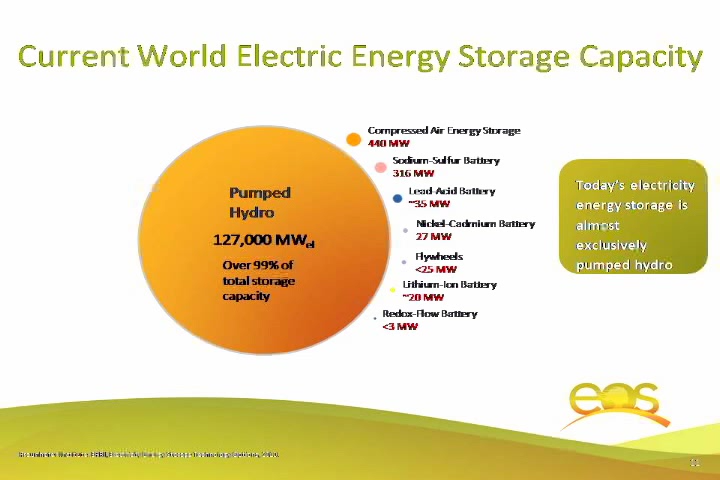 Current World Electric Energy Storage Capacity
Compressed Air Energy Storage
440 MW
Sodium-Sulfur Battery
316 MW
Lead-Acid Battery
~35 MW
Nickel-Cadmium Battery
27 MW
Flywheels
<25 MW
Lithium-Ion Battery
~20 MW
Redox-Flow Battery
<3 MW
Pumped
Hydro
127,000 MWel
Over 99% of
total storage
capacity
Today's electricity
energy storage is
almost
exclusively
pumped hydro
eos
11